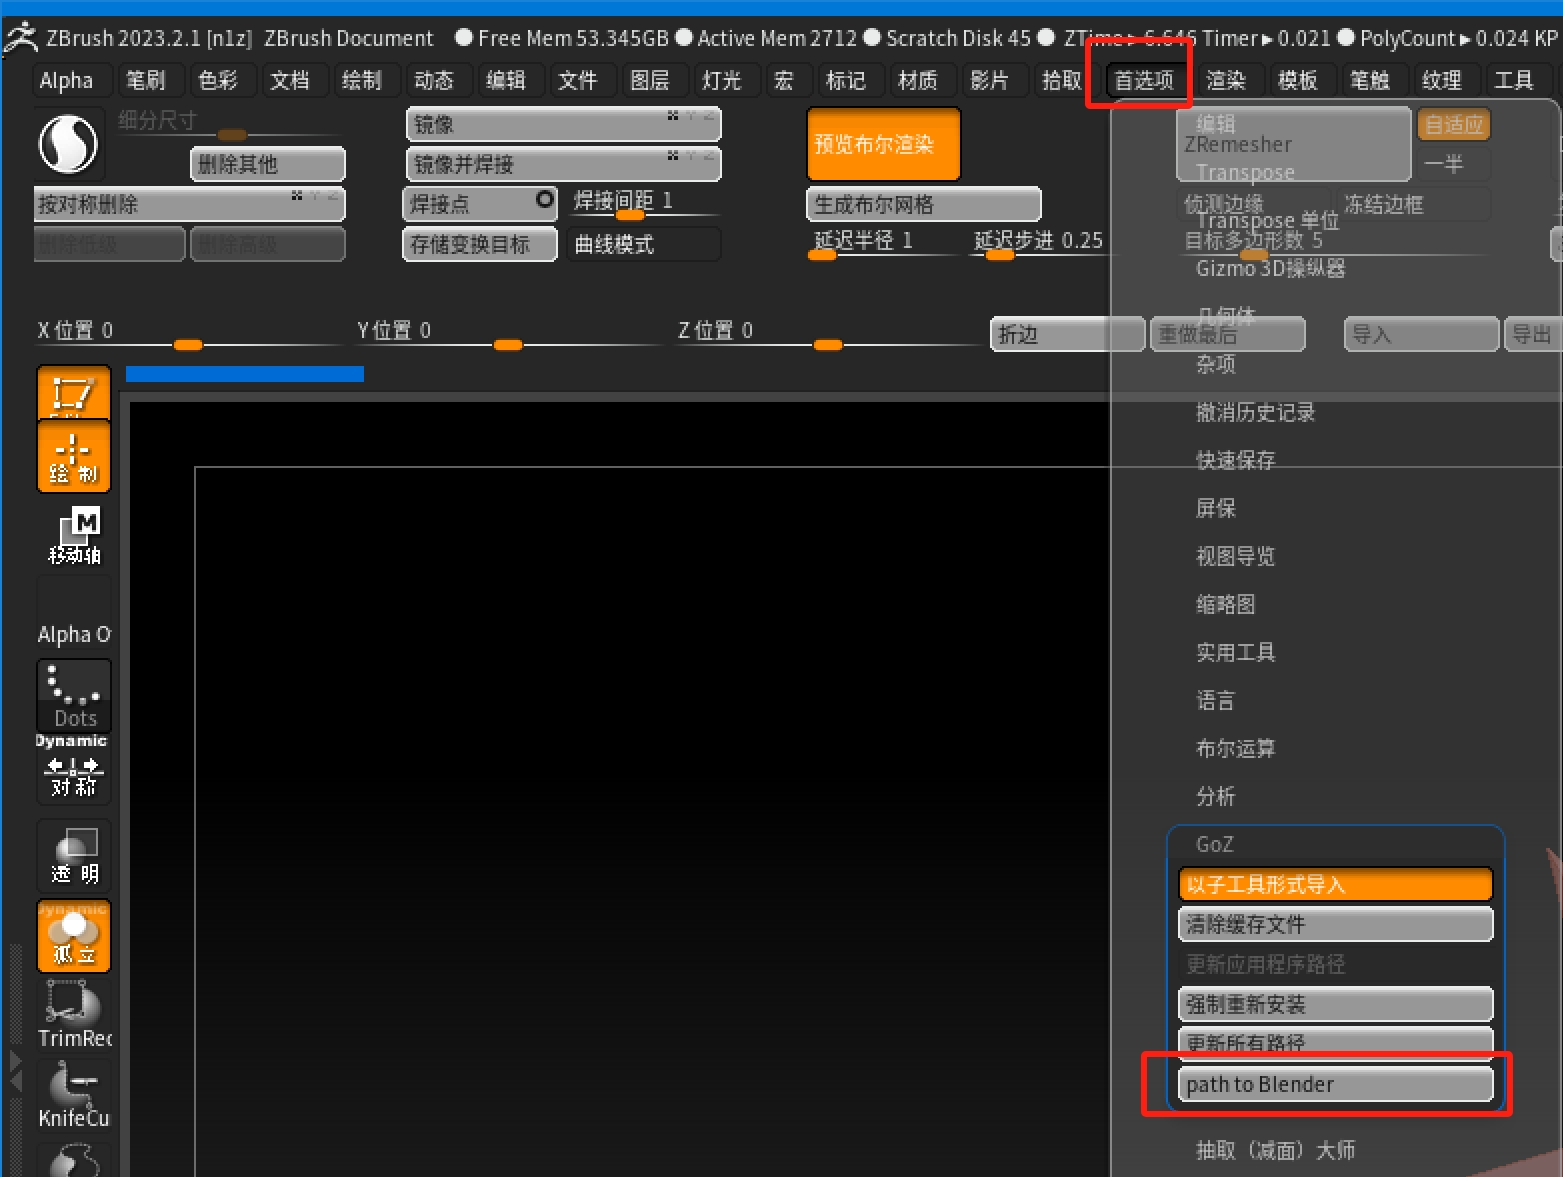 ZBrush 2023.2.1 [n1z] ZBrush Document ● Free Mem 53.345GB ● Active Mem 2712 ● Scratch Disk 45 ● ZTime▸6.646 Timer▸0.021 ● PolyCount▸0.024 KP
Alpha 笔刷 色彩 文档 绘制 动态 编辑 文件 图层 灯光 宏 标记 材质 影片 拾取 首选项 渲染 模板 笔触 纹理 工具
细分尺寸 镜像 X Y Z 预览布尔渲染 编辑 自适应
ZRemesher
删除其他 镜像并焊接 X Y Z Transpose 一半
按对称删除 X Y Z 焊接点 焊接间距 1 生成布尔网格 侦测边缘 冻结边框
Transpose 单位
删除低级 删除高级 存储变换目标 曲线模式 延迟半径 1 延迟步进 0.25 目标多边形数 5
Gizmo 3D操纵器
几何体
X 位置 0 Y 位置 0 Z 位置 0 折边 重做最后 导入 导出
杂项
撤消历史记录
快速保存
屏保
视图导览
缩略图
实用工具
语言
布尔运算
分析
GoZ
以子工具形式导入
清除缓存文件
更新应用程序路径
强制重新安装
更新所有路径
path to Blender
抽取（减面）大师
Edit
绘制
M
移动轴
Alpha O
Dots
Dynamic
对称
透明
Dynamic
孤立
TrimRec
KnifeCu